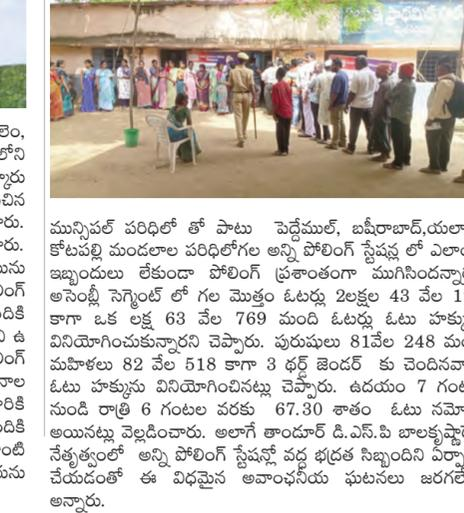 లెం,
లోని
్కారు
చిన
రు.
రు.
మును
లింగ్
దికి
ని ఉ
లింగ్
నాల
ారికి
దికి
ంటి
రును
మున్సిపల్ పరిధిలో తో పాటు పెద్దేముల్, బషీరాబాద్,యలా
కోటపల్లి మండలాల పరిధిలోగల అన్ని పోలింగ్ స్టేషన్ల లో ఎలాం
ఇబ్బందులు లేకుండా పోలింగ్ ప్రశాంతంగా ముగిసిందన్నా
అసెంబ్లీ సెగ్మెంట్ లో గల మొత్తం ఓటర్లు 2లక్షల 43 వేల 1
కాగా ఒక లక్ష 63 వేల 769 మంది ఓటర్లు ఓటు హక్కు
వినియోగించుకున్నారని చెప్పారు. పురుషులు 81వేల 248 మం
మహిళలు 82 వేల 518 కాగా 3 థర్డ్ జెండర్ కు చెందినవా
ఓటు హక్కును వినియోగించినట్లు చెప్పారు. ఉదయం 7 గంట
నుండి రాత్రి 6 గంటల వరకు 67.30 శాతం ఓటు నమో
అయినట్లు వెల్లడించారు. అలాగే తాండూర్ డి.ఎస్.పి బాలకృష్ణా
నేతృత్వంలో అన్ని పోలింగ్ స్టేషన్లో వద్ద భద్రత సిబ్బందిని ఏర్పా
చేయడంతో ఈ విధమైన అవాంఛనీయ ఘటనలు జరగలే
అన్నారు.